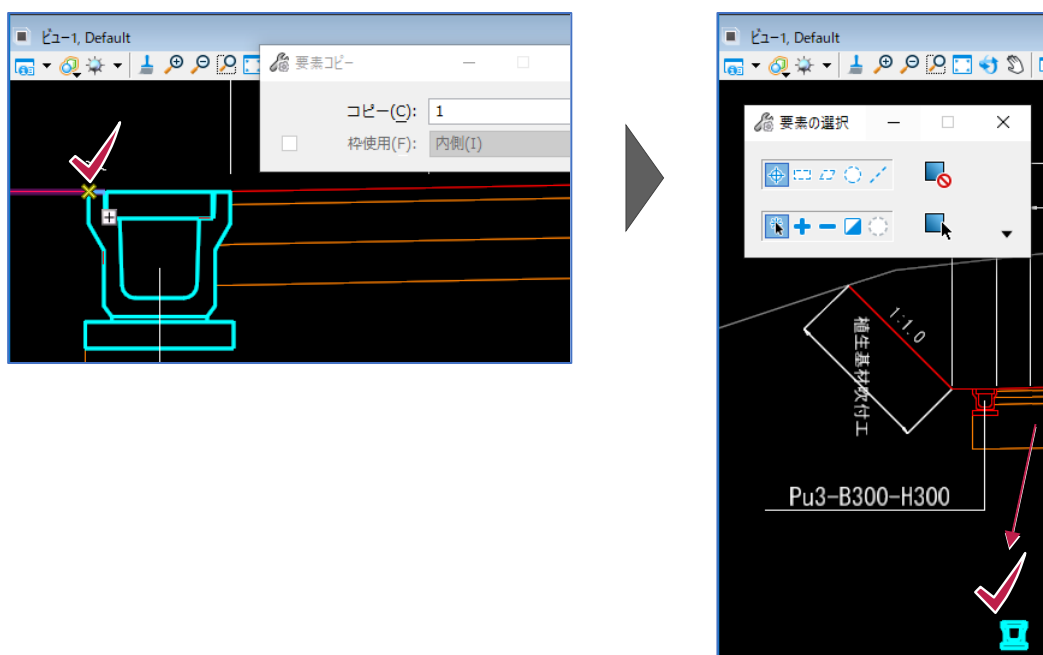 ビュー1, Default
要素コピー
コピー(C): 1
枠使用(F): 内側(I)
ビュー1, Default
要素の選択
1:1.0
植生基材吹付工
Pu3-B300-H300